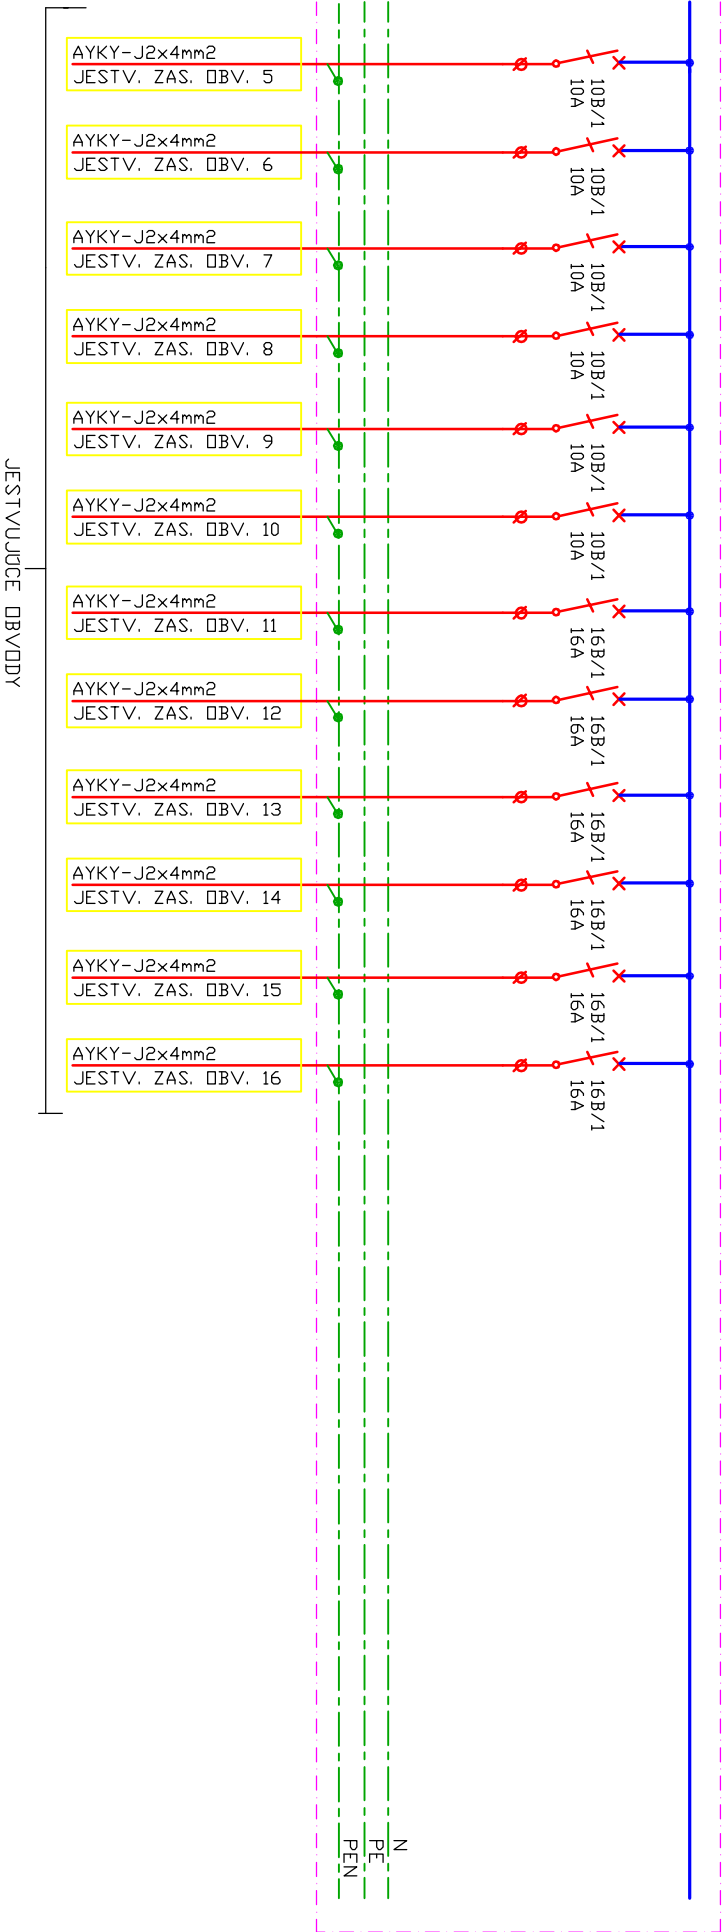 AYKY-J2x4mm2
JESTV. ZAS. OBV. 5
10B/1
10A
AYKY-J2x4mm2
JESTV. ZAS. OBV. 6
10B/1
10A
AYKY-J2x4mm2
JESTV. ZAS. OBV. 7
10B/1
10A
AYKY-J2x4mm2
JESTV. ZAS. OBV. 8
10B/1
10A
AYKY-J2x4mm2
JESTV. ZAS. OBV. 9
10B/1
10A
AYKY-J2x4mm2
JESTV. ZAS. OBV. 10
10B/1
10A
AYKY-J2x4mm2
JESTV. ZAS. OBV. 11
16B/1
16A
AYKY-J2x4mm2
JESTV. ZAS. OBV. 12
16B/1
16A
AYKY-J2x4mm2
JESTV. ZAS. OBV. 13
16B/1
16A
AYKY-J2x4mm2
JESTV. ZAS. OBV. 14
16B/1
16A
AYKY-J2x4mm2
JESTV. ZAS. OBV. 15
16B/1
16A
AYKY-J2x4mm2
JESTV. ZAS. OBV. 16
16B/1
16A
JESTVUJÚCE OBVODY
N
PE
PEN